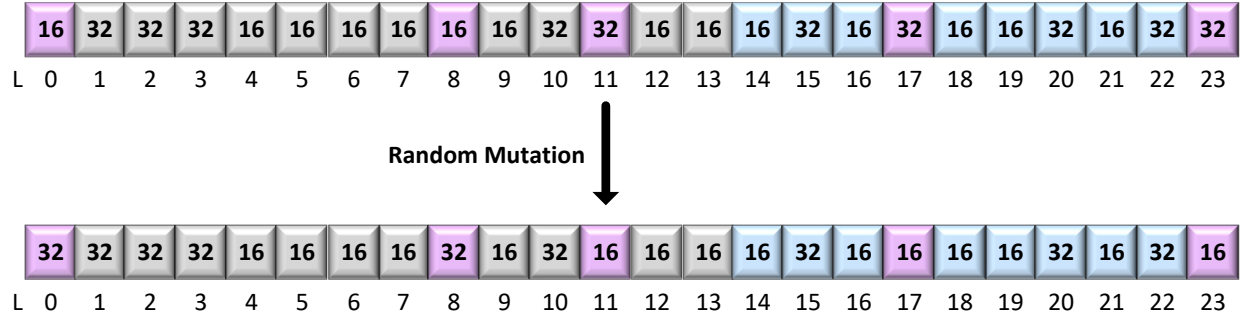 16 32 32 32 16 16 16 16 16 16 32 32 16 16 16 32 16 32 16 16 32 16 32 32
L 0 1 2 3 4 5 6 7 8 9 10 11 12 13 14 15 16 17 18 19 20 21 22 23
Random Mutation
32 32 32 32 16 16 16 16 32 16 32 16 16 16 16 32 16 16 16 16 32 16 32 16
L 0 1 2 3 4 5 6 7 8 9 10 11 12 13 14 15 16 17 18 19 20 21 22 23